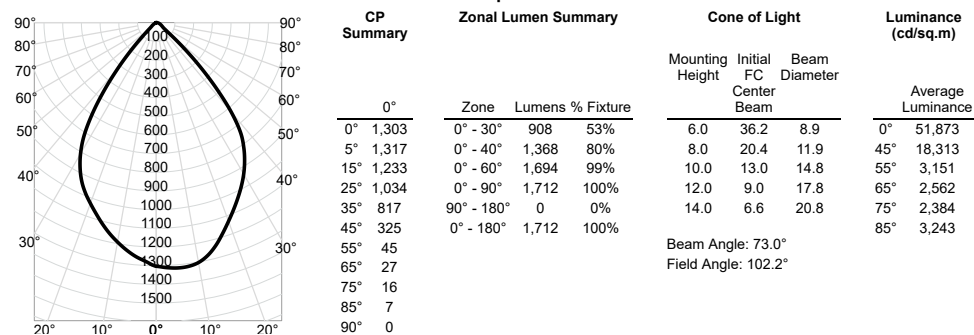 90°
80°
70°
60°
50°
40°
30°
20° 10° 0° 10° 20°
90°
80°
70°
60°
50°
40°
30°
100
200
300
400
500
600
700
800
900
1000
1100
1200
1300
1400
1500
CP
Summary
0°
0° 1,303
5° 1,317
15° 1,233
25° 1,034
35° 817
45° 325
55° 45
65° 27
75° 16
85° 7
90° 0
Zonal Lumen Summary
Zone Lumens % Fixture
0° - 30° 908 53%
0° - 40° 1,368 80%
0° - 60° 1,694 99%
0° - 90° 1,712 100%
90° - 180° 0 0%
0° - 180° 1,712 100%
Cone of Light
Mounting Initial Beam
Height FC Diameter
Center
Beam
6.0 36.2 8.9
8.0 20.4 11.9
10.0 13.0 14.8
12.0 9.0 17.8
14.0 6.6 20.8
Beam Angle: 73.0°
Field Angle: 102.2°
Luminance
(cd/sq.m)
Average
Luminance
0° 51,873
45° 18,313
55° 3,151
65° 2,562
75° 2,384
85° 3,243